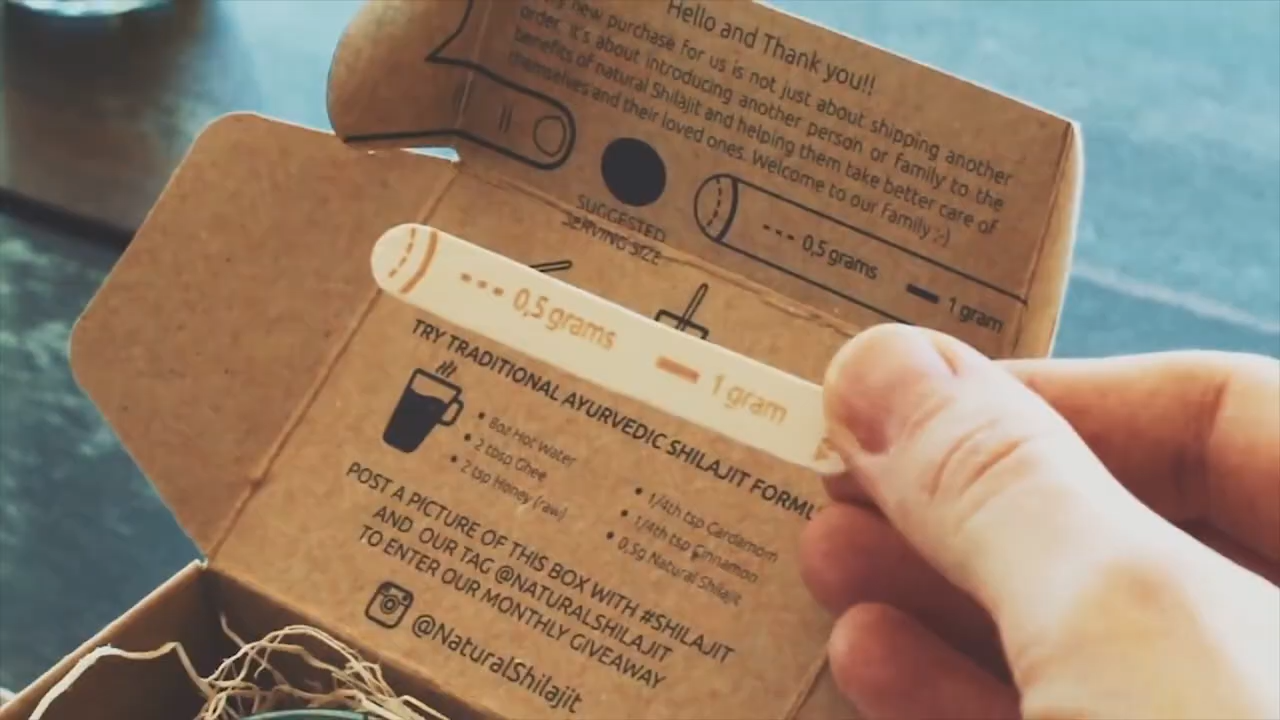 Hello and Thank you!!
new purchase for us is not just about shipping another
order. It's about introducing another person or family to the
benefits of natural Shilajit and helping them take better care of
themselves and their loved ones. Welcome to our family ;-)
SUGGESTED
SERVING SIZE
0,5 grams
1 gram
0,5 grams
1 gram
TRY TRADITIONAL AYURVEDIC SHILAJIT
• 8oz Hot Water
• 2 tbsp Ghee
• 2 tsp Honey (raw)
• 1/4th tsp Cardamom
• 1/4th tsp Cinnamon
• 0,5g Natural Shilajit
POST A PICTURE OF THIS BOX WITH #SHILAJIT
AND OUR TAG @NATURALSHILAJIT
TO ENTER OUR MONTHLY GIVEAWAY
@NaturalShilajit